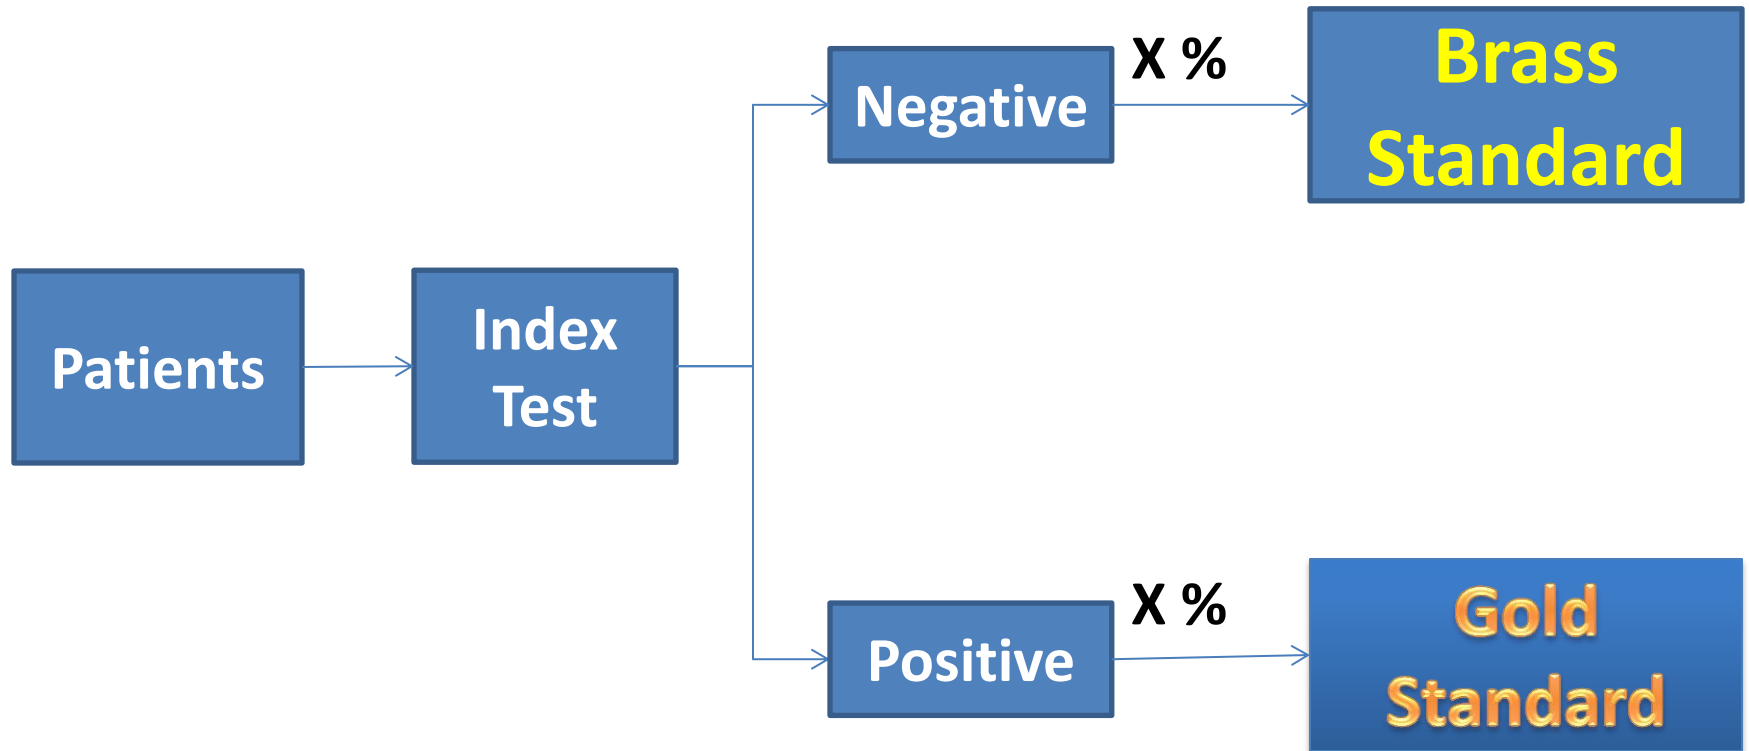 Patients
Index
Test
Negative
X %
Brass
Standard
Positive
X %
Gold
Standard